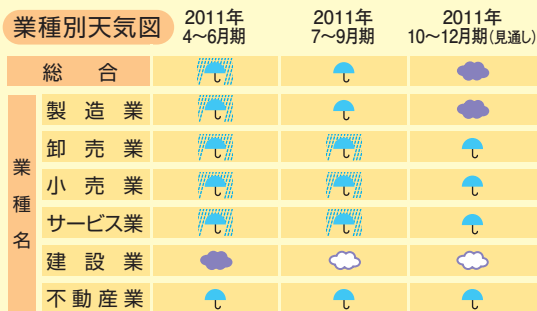 業種別天気図
2011年
4〜6月期
2011年
7〜9月期
2011年
10〜12月期(見通し)
総合
業種名
製造業
卸売業
小売業
サービス業
建設業
不動産業